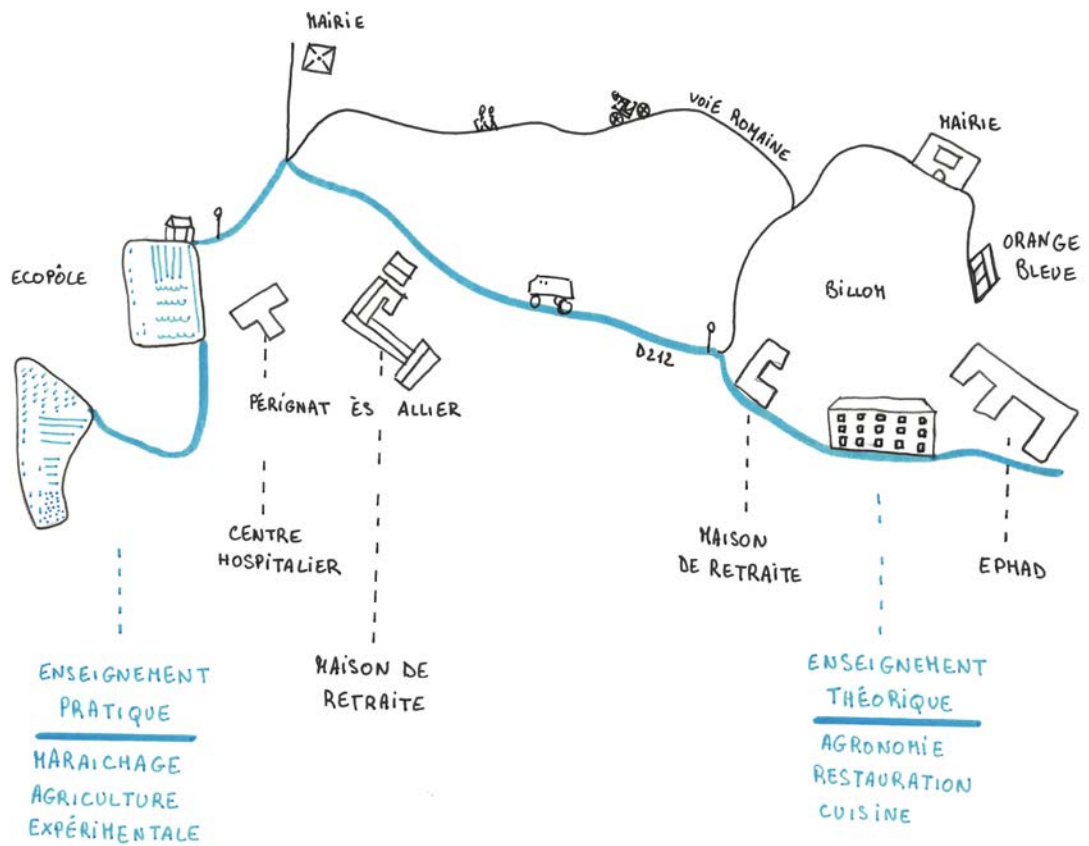 MAIRIE
VOIE ROMAINE
MAIRIE
ORANGE
BLEUE
ECOPÔLE
BILLOM
D212
PÉRIGNAT ÈS ALLIER
CENTRE
HOSPITALIER
MAISON DE
RETRAITE
MAISON
DE RETRAITE
EPHAD
ENSEIGNEMENT
PRATIQUE
MARAICHAGE
AGRICULTURE
EXPÉRIMENTALE
ENSEIGNEMENT
THÉORIQUE
AGRONOMIE
RESTAURATION
CUISINE